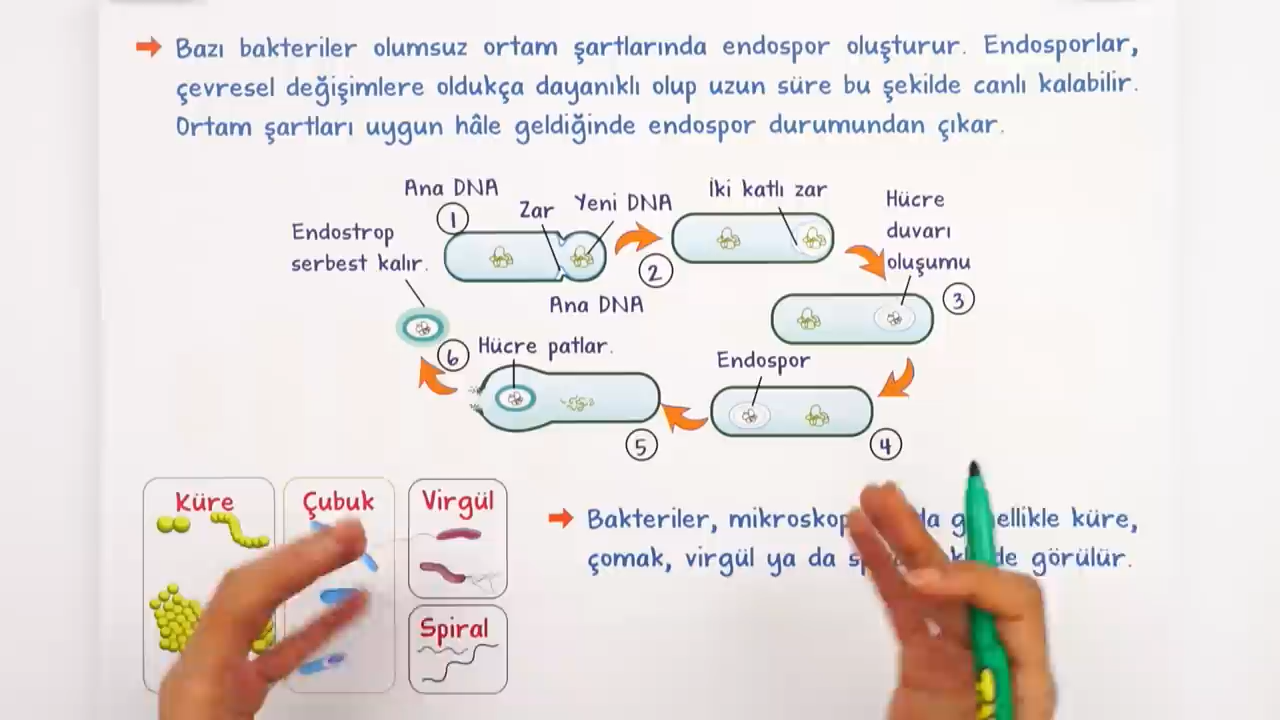 Bazı bakteriler olumsuz ortam şartlarında endospor oluşturur. Endosporlar,
çevresel değişimlere oldukça dayanıklı olup uzun süre bu şekilde canlı kalabilir.
Ortam şartları uygun hâle geldiğinde endospor durumundan çıkar.
Ana DNA
1
Zar
Yeni DNA
Ana DNA
2
İki katlı zar
Hücre
duvarı
oluşumu
3
Endospor
4
Hücre patlar.
5
Endostrop
serbest kalır.
6
Küre
Çubuk
Virgül
Spiral
Bakteriler, küre,
çomak, virgül ya da görülür.